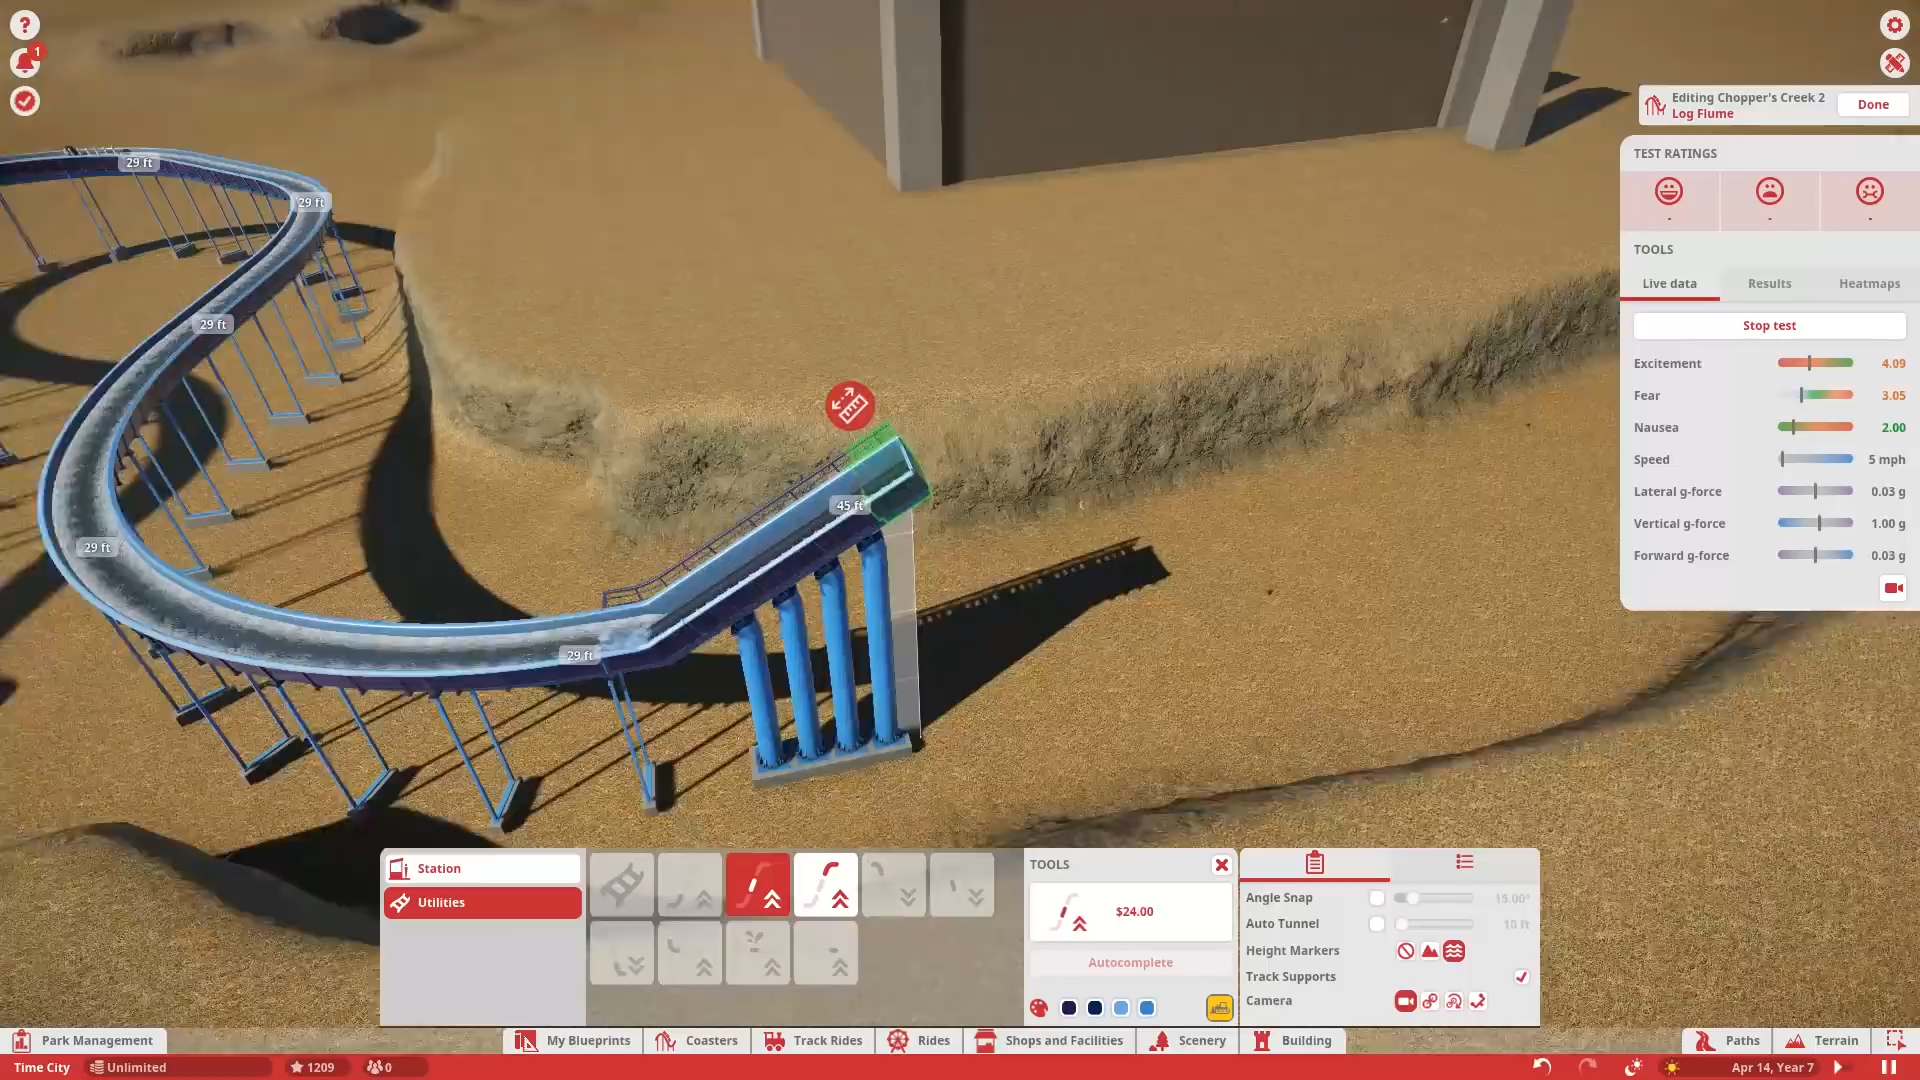 ?
1
Editing Chopper's Creek 2
Log Flume
Done
TEST RATINGS
- - -
TOOLS
Live data Results Heatmaps
Stop test
Excitement 4.09
Fear 3.05
Nausea 2.00
Speed 5 mph
Lateral g-force 0.03 g
Vertical g-force 1.00 g
Forward g-force 0.03 g
29 ft
29 ft
29 ft
45 ft
29 ft
29 ft
Station
Utilities
TOOLS
$24.00
Autocomplete
Angle Snap 15.00°
Auto Tunnel 10 ft
Height Markers
Track Supports
Camera
Park Management My Blueprints Coasters Track Rides Rides Shops and Facilities Scenery Building Paths Terrain
Time City Unlimited 1209 0 Apr 14, Year 7